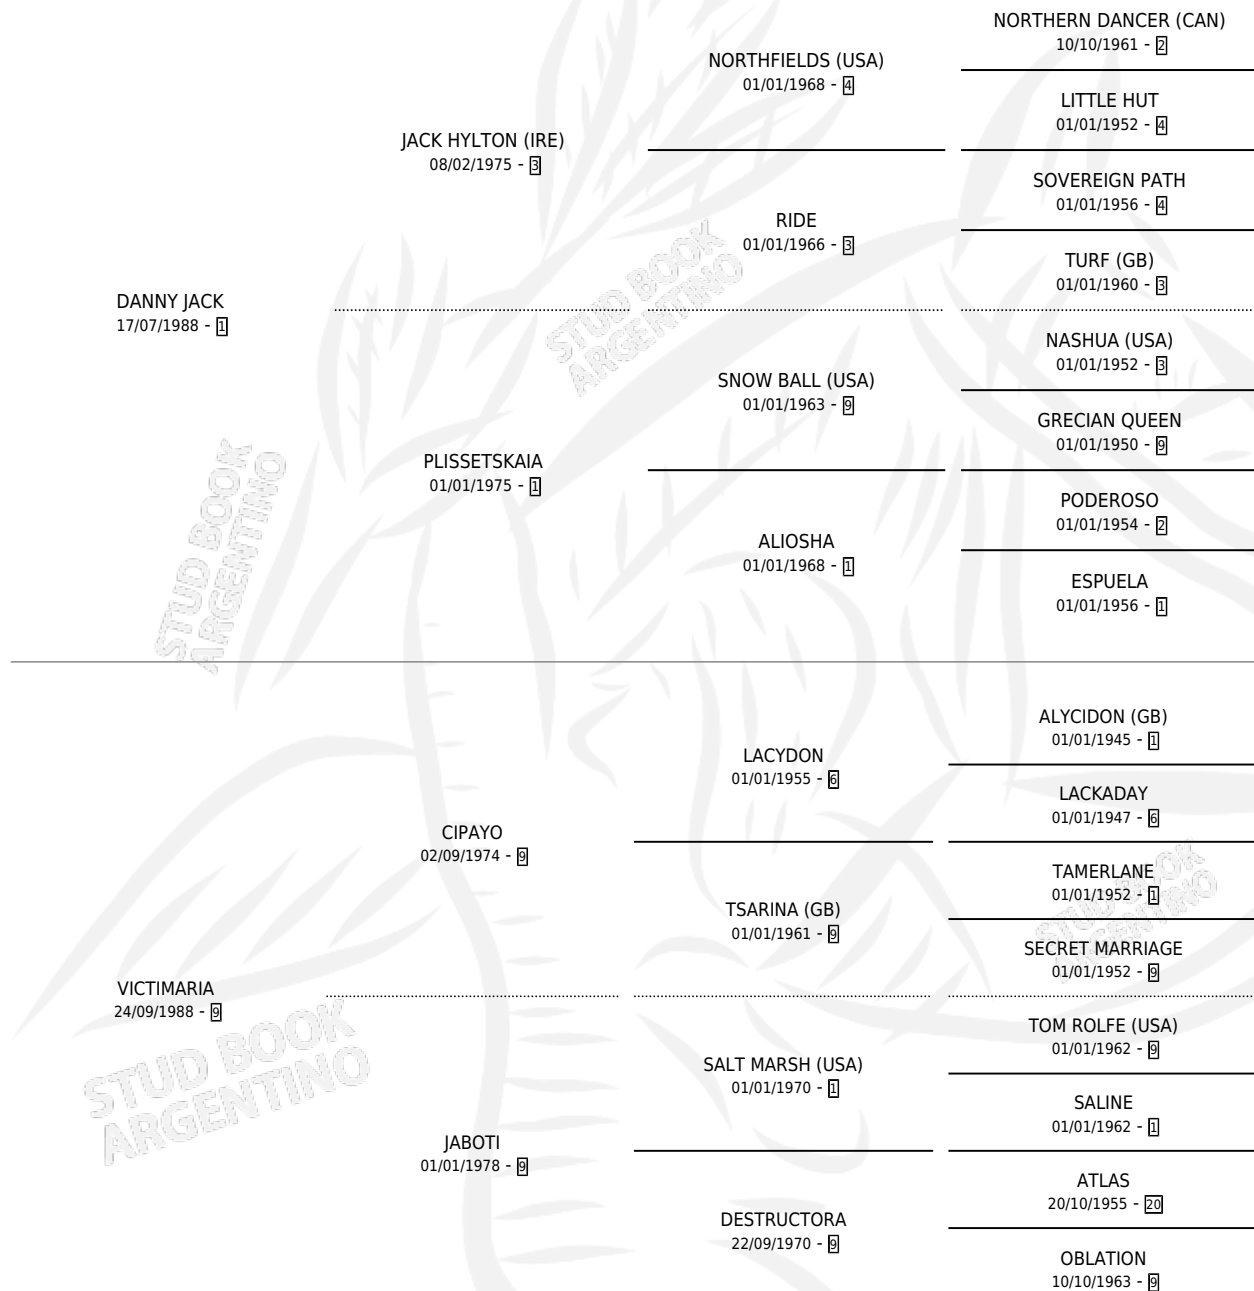 NORTHERN DANCER (CAN)
10/10/1961 - 2
NORTHFIELDS (USA)
01/01/1968 - 4
LITTLE HUT
01/01/1952 - 4
JACK HYLTON (IRE)
08/02/1975 - 3
SOVEREIGN PATH
01/01/1956 - 4
RIDE
01/01/1966 - 3
TURF (GB)
01/01/1960 - 3
DANNY JACK
17/07/1988 - 1
STUD BOOK
ARGENTINO
NASHUA (USA)
01/01/1952 - 3
SNOW BALL (USA)
01/01/1963 - 9
GRECIAN QUEEN
01/01/1950 - 9
PLISSETSKAIA
01/01/1975 - 1
PODEROSO
01/01/1954 - 2
ALIOSHA
01/01/1968 - 1
ESPUELA
01/01/1956 - 1
STUD BOOK
ARGENTINO
ALYCIDON (GB)
01/01/1945 - 1
LACYDON
01/01/1955 - 6
LACKADAY
01/01/1947 - 6
CIPAYO
02/09/1974 - 9
TAMERLANE
01/01/1952 - 1
TSARINA (GB)
01/01/1961 - 9
STUD BOOK
ARGENTINO
SECRET MARRIAGE
01/01/1952 - 9
VICTIMARIA
24/09/1988 - 9
STUD BOOK
ARGENTINO
TOM ROLFE (USA)
01/01/1962 - 9
SALT MARSH (USA)
01/01/1970 - 1
SALINE
01/01/1962 - 1
JABOTI
01/01/1978 - 9
ATLAS
20/10/1955 - 20
DESTRUCTORA
22/09/1970 - 9
OBLATION
10/10/1963 - 9